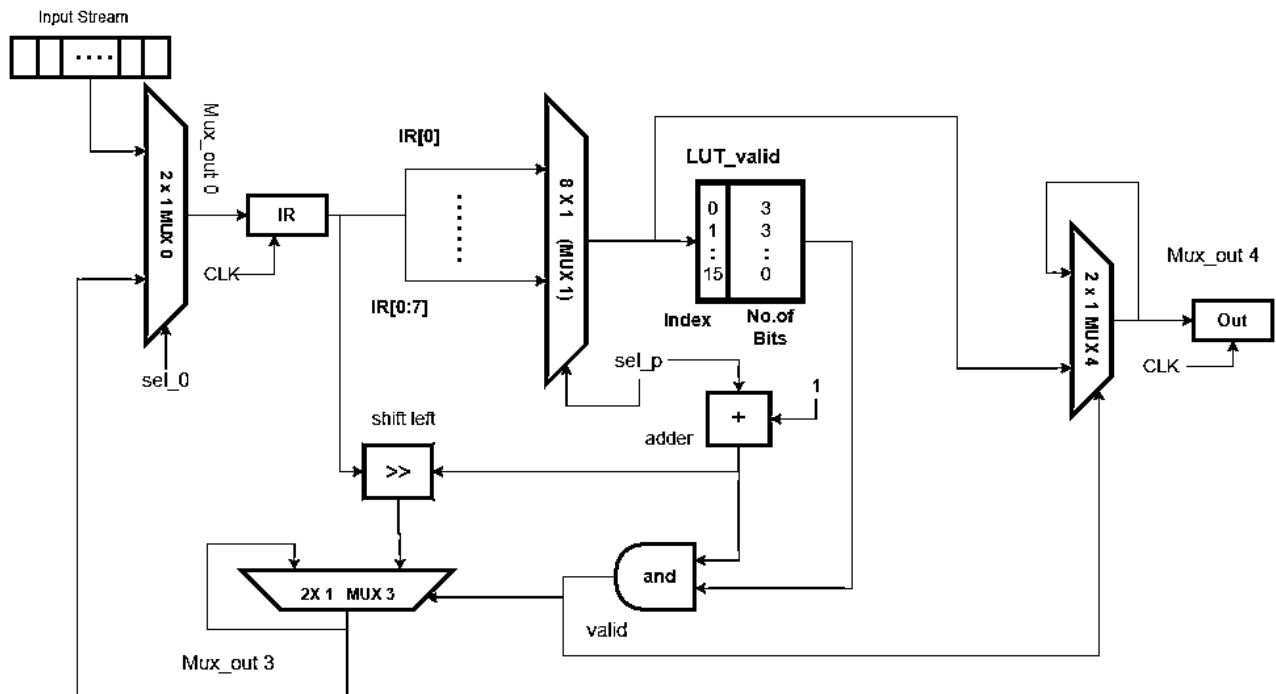 Input Stream
....
Mux_out 0
2 x 1 MUX 0
IR
CLK
sel_0
IR[0]
IR[0:7]
8 X 1 (MUX 1)
LUT_valid
0 3
1 3
: :
15 0
Index
No.of
Bits
sel_p
1
+
adder
shift left
>>
and
valid
2X 1 MUX 3
Mux_out 3
2 x 1 MUX 4
Mux_out 4
Out
CLK